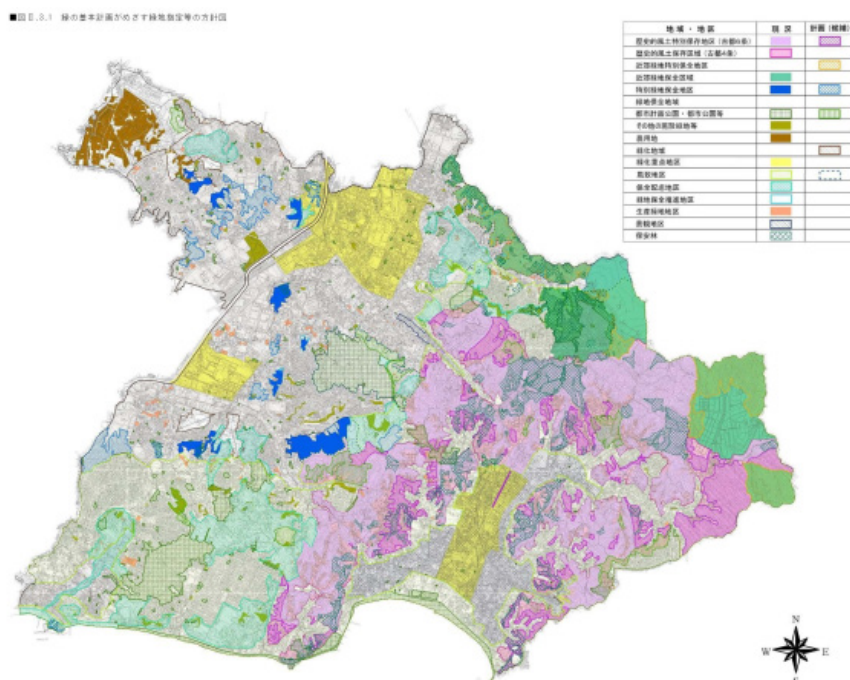 ■図Ⅱ.3.1 緑の基本計画がめざす緑地指定等の方針図
地域・地区 現況 計画(候補)
歴史的風土特別保存地区(古都6条)
歴史的風土保存区域(古都4条)
近郊緑地特別保全地区
近郊緑地保全区域
特別緑地保全地区
緑地保全地域
都市計画公園・都市公園等
その他の施設緑地等
農用地
緑化地域
緑化重点地区
風致地区
保全配慮地区
緑地保全推進地区
生産緑地地区
景観地区
保安林
N
W E
S